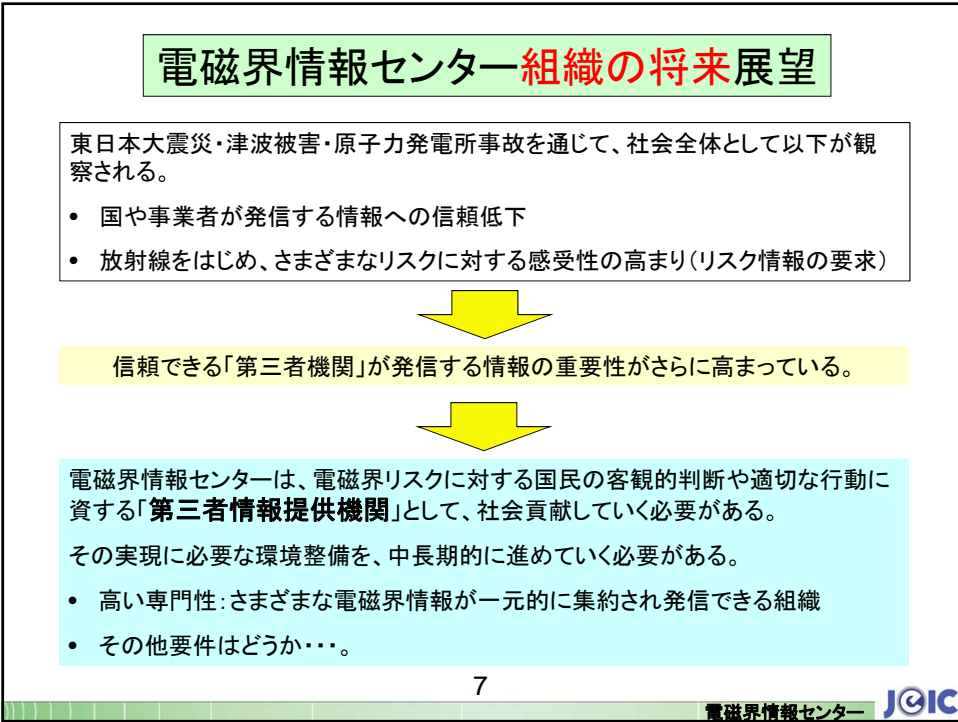 電磁界情報センター組織の将来展望
東日本大震災・津波被害・原子力発電所事故を通じて、社会全体として以下が観
察される。
• 国や事業者が発信する情報への信頼低下
• 放射線をはじめ、さまざまなリスクに対する感受性の高まり(リスク情報の要求)
信頼できる「第三者機関」が発信する情報の重要性がさらに高まっている。
電磁界情報センターは、電磁界リスクに対する国民の客観的判断や適切な行動に
資する「第三者情報提供機関」として、社会貢献していく必要がある。
その実現に必要な環境整備を、中長期的に進めていく必要がある。
• 高い専門性:さまざまな電磁界情報が一元的に集約され発信できる組織
• その他要件はどうか・・・。
7
電磁界情報センター JEIC